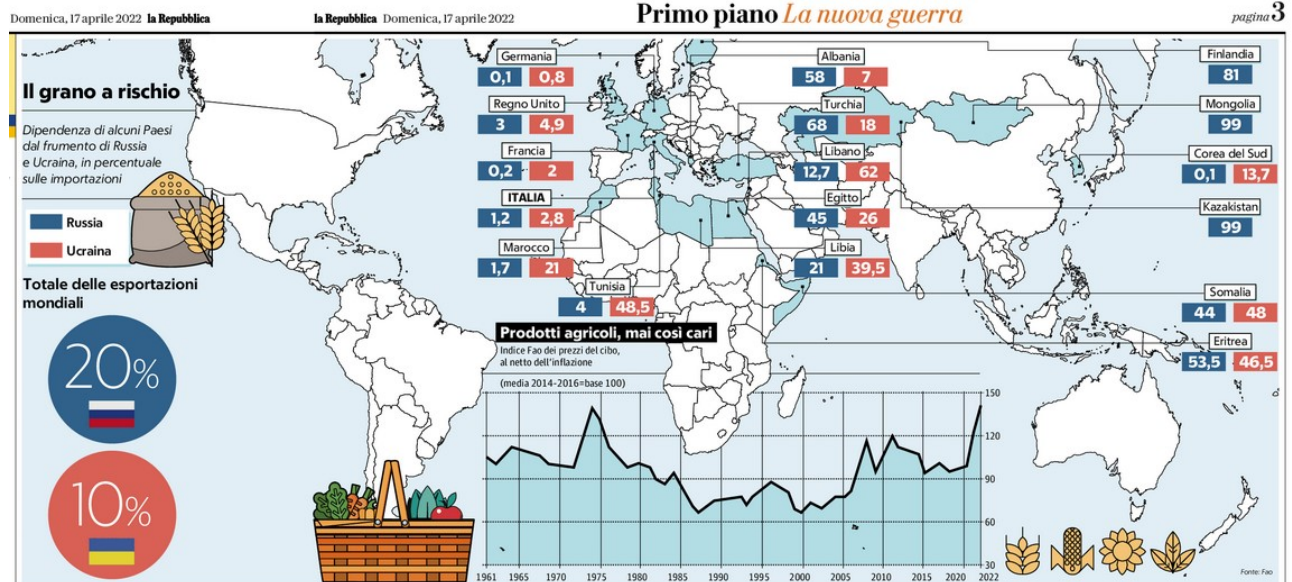 Domenica, 17 aprile 2022 la Repubblica
la Repubblica Domenica, 17 aprile 2022
Primo piano La nuova guerra
pagina 3
Il grano a rischio
Dipendenza di alcuni Paesi
dal frumento di Russia
e Ucraina, in percentuale
sulle importazioni
Russia
Ucraina
Totale delle esportazioni
mondiali
20%
10%
Germania
0,1 0,8
Regno Unito
3 4,9
Francia
0,2 2
ITALIA
1,2 2,8
Marocco
1,7 21
Tunisia
4 48,5
Albania
58 7
Turchia
68 18
Libano
12,7 62
Egitto
45 26
Libia
21 39,5
Finlandia
81
Mongolia
99
Corea del Sud
0,1 13,7
Kazakistan
99
Somalia
44 48
Eritrea
53,5 46,5
Prodotti agricoli, mai così cari
Indice Fao dei prezzi del cibo,
al netto dell'inflazione
(media 2014-2016=base 100)
150
120
90
60
30
1961 1965 1970 1975 1980 1985 1990 1995 2000 2005 2010 2015 2022
Fonte: Fao